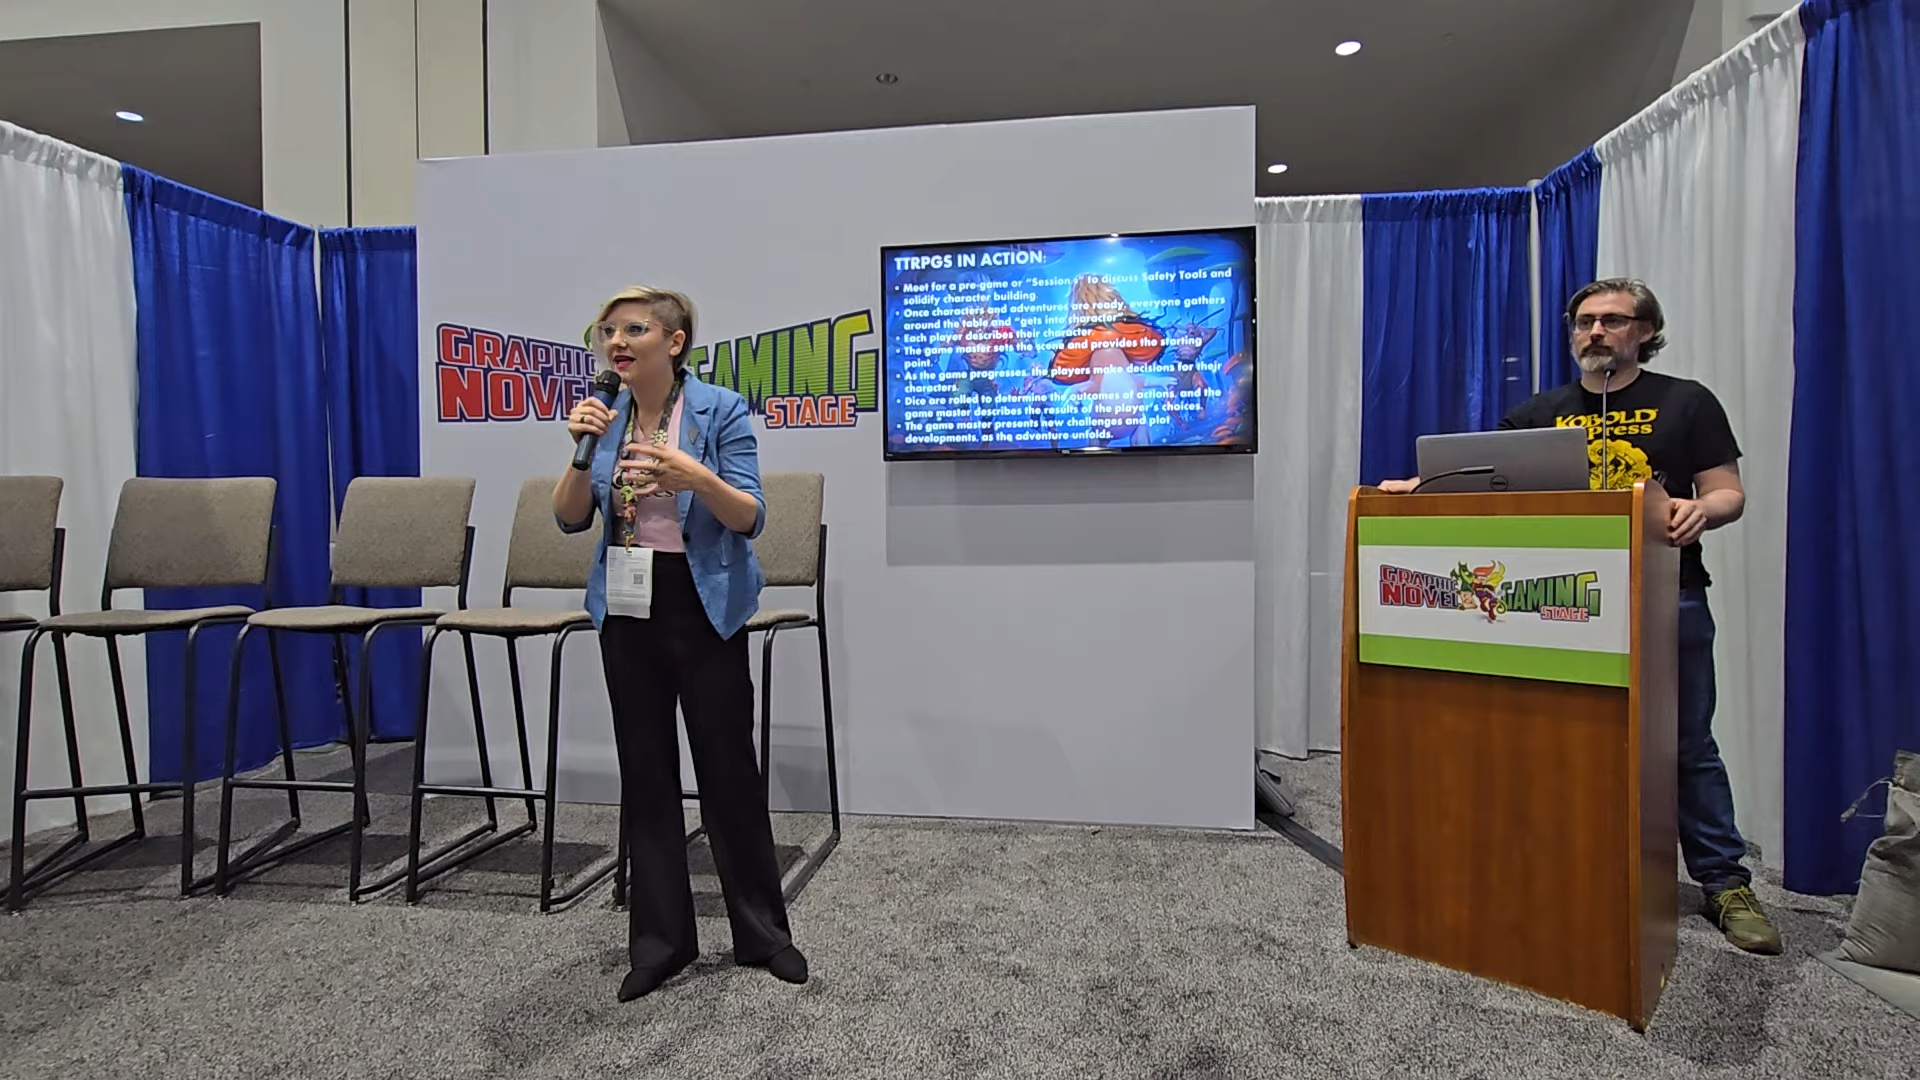 GRAPHIC
NOVEL
GAMING
STAGE
TTRPGS IN ACTION:
• Meet for a pre-game or "Session to discuss Safety Tools and
solidify character building.
• Once characters and adventures are ready, everyone gathers
around the table and "gets into character".
• Each player describes their character.
• The game master sets the scene and provides the starting
point.
• As the game progresses, the players make decisions for their
characters.
• Dice are rolled to determine the outcomes of actions, and the
game master describes the results of the player's choices.
• The game master presents new challenges and plot
developments, as the adventure unfolds.
KOBOLD
Press
DELL
GRAPHIC
NOVEL
GAMING
STAGE